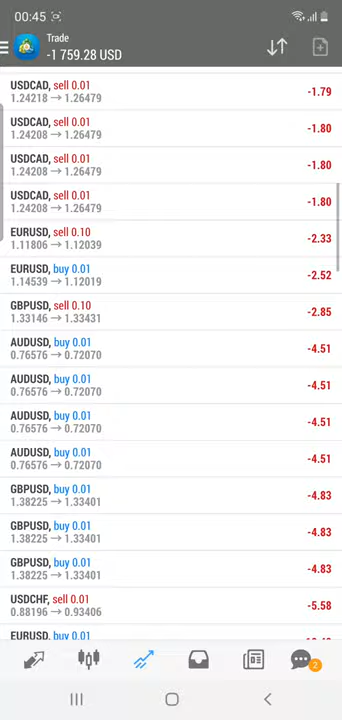 00:45
Trade
-1 759.28 USD
USDCAD, sell 0.01
1.24218 → 1.26479
-1.79
USDCAD, sell 0.01
1.24208 → 1.26479
-1.80
USDCAD, sell 0.01
1.24208 → 1.26479
-1.80
USDCAD, sell 0.01
1.24208 → 1.26479
-1.80
EURUSD, sell 0.10
1.11806 → 1.12039
-2.33
EURUSD, buy 0.01
1.14539 → 1.12019
-2.52
GBPUSD, sell 0.10
1.33146 → 1.33431
-2.85
AUDUSD, buy 0.01
0.76576 → 0.72070
-4.51
AUDUSD, buy 0.01
0.76576 → 0.72070
-4.51
AUDUSD, buy 0.01
0.76576 → 0.72070
-4.51
AUDUSD, buy 0.01
0.76576 → 0.72070
-4.51
GBPUSD, buy 0.01
1.38225 → 1.33401
-4.83
GBPUSD, buy 0.01
1.38225 → 1.33401
-4.83
GBPUSD, buy 0.01
1.38225 → 1.33401
-4.83
USDCHF, sell 0.01
0.88196 → 0.93406
-5.58
EURUSD, buy 0.01
2